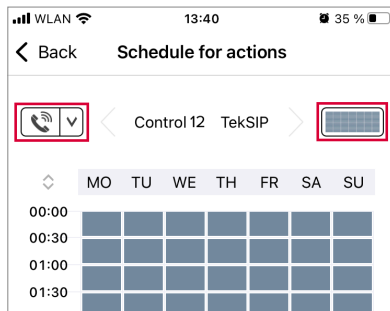 WLAN 13:40 35 %
Back Schedule for actions
Control 12 TekSIP
MO TU WE TH FR SA SU
00:00
00:30
01:00
01:30